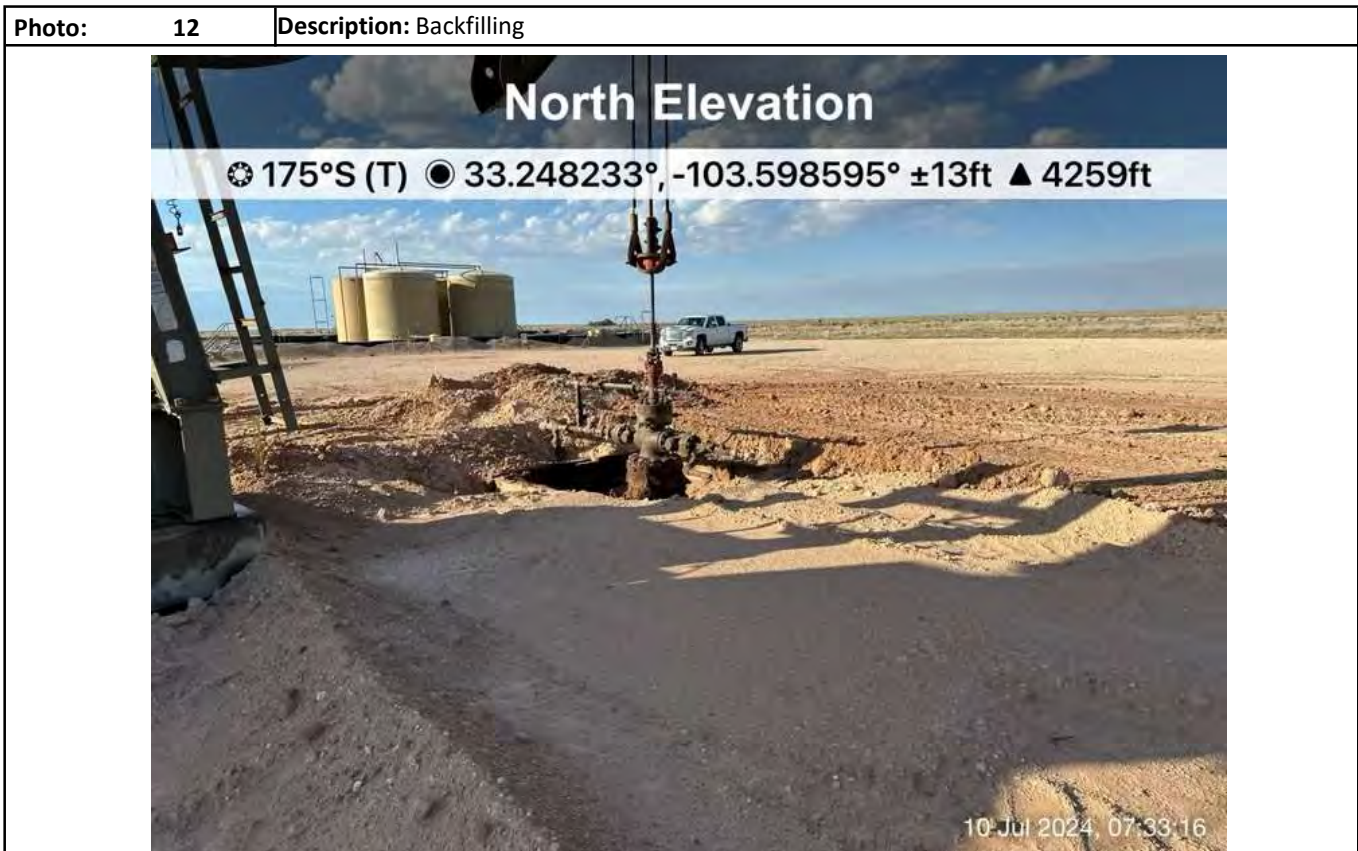 Photo: 12 Description: Backfilling
North Elevation
175°S (T) 33.248233°, -103.598595° ±13ft ▲ 4259ft
10 Jul 2024, 07:33:16